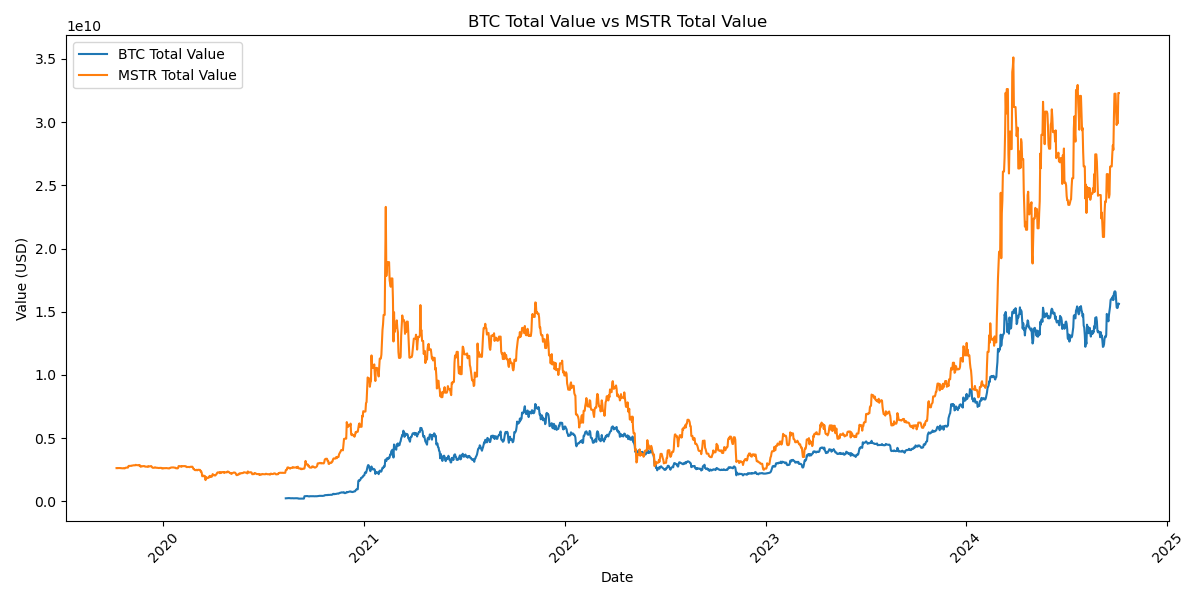 BTC Total Value vs MSTR Total Value
1e10
BTC Total Value
MSTR Total Value
3.5
3.0
2.5
2.0
1.5
1.0
0.5
0.0
Value (USD)
2020
2021
2022
2023
2024
2025
Date